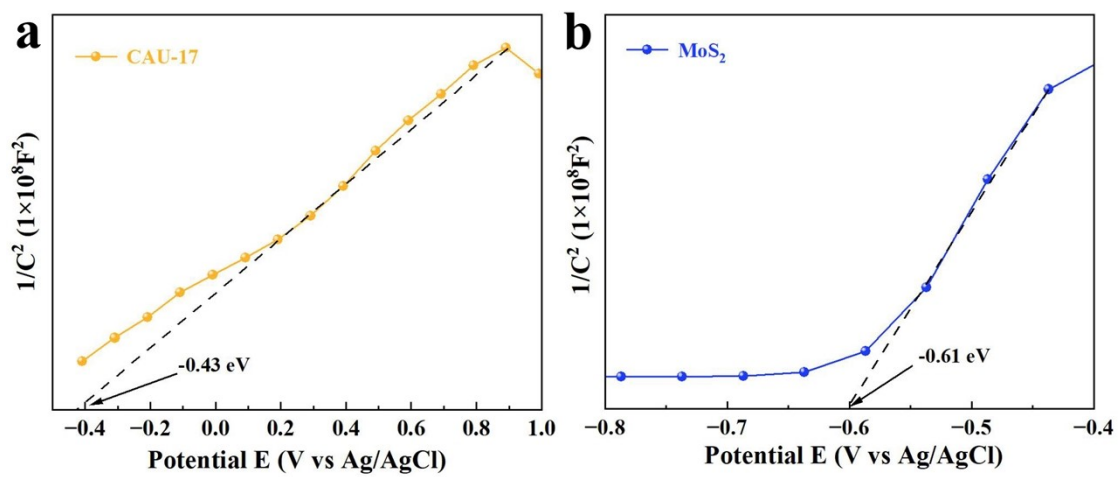 a
CAU-17
1/C² (1×10⁸F²)
-0.43 eV
−0.4 −0.2 0.0 0.2 0.4 0.6 0.8 1.0
Potential E (V vs Ag/AgCl)
b
MoS₂
1/C² (1×10⁸F²)
-0.61 eV
−0.8 −0.7 −0.6 −0.5 −0.4
Potential E (V vs Ag/AgCl)